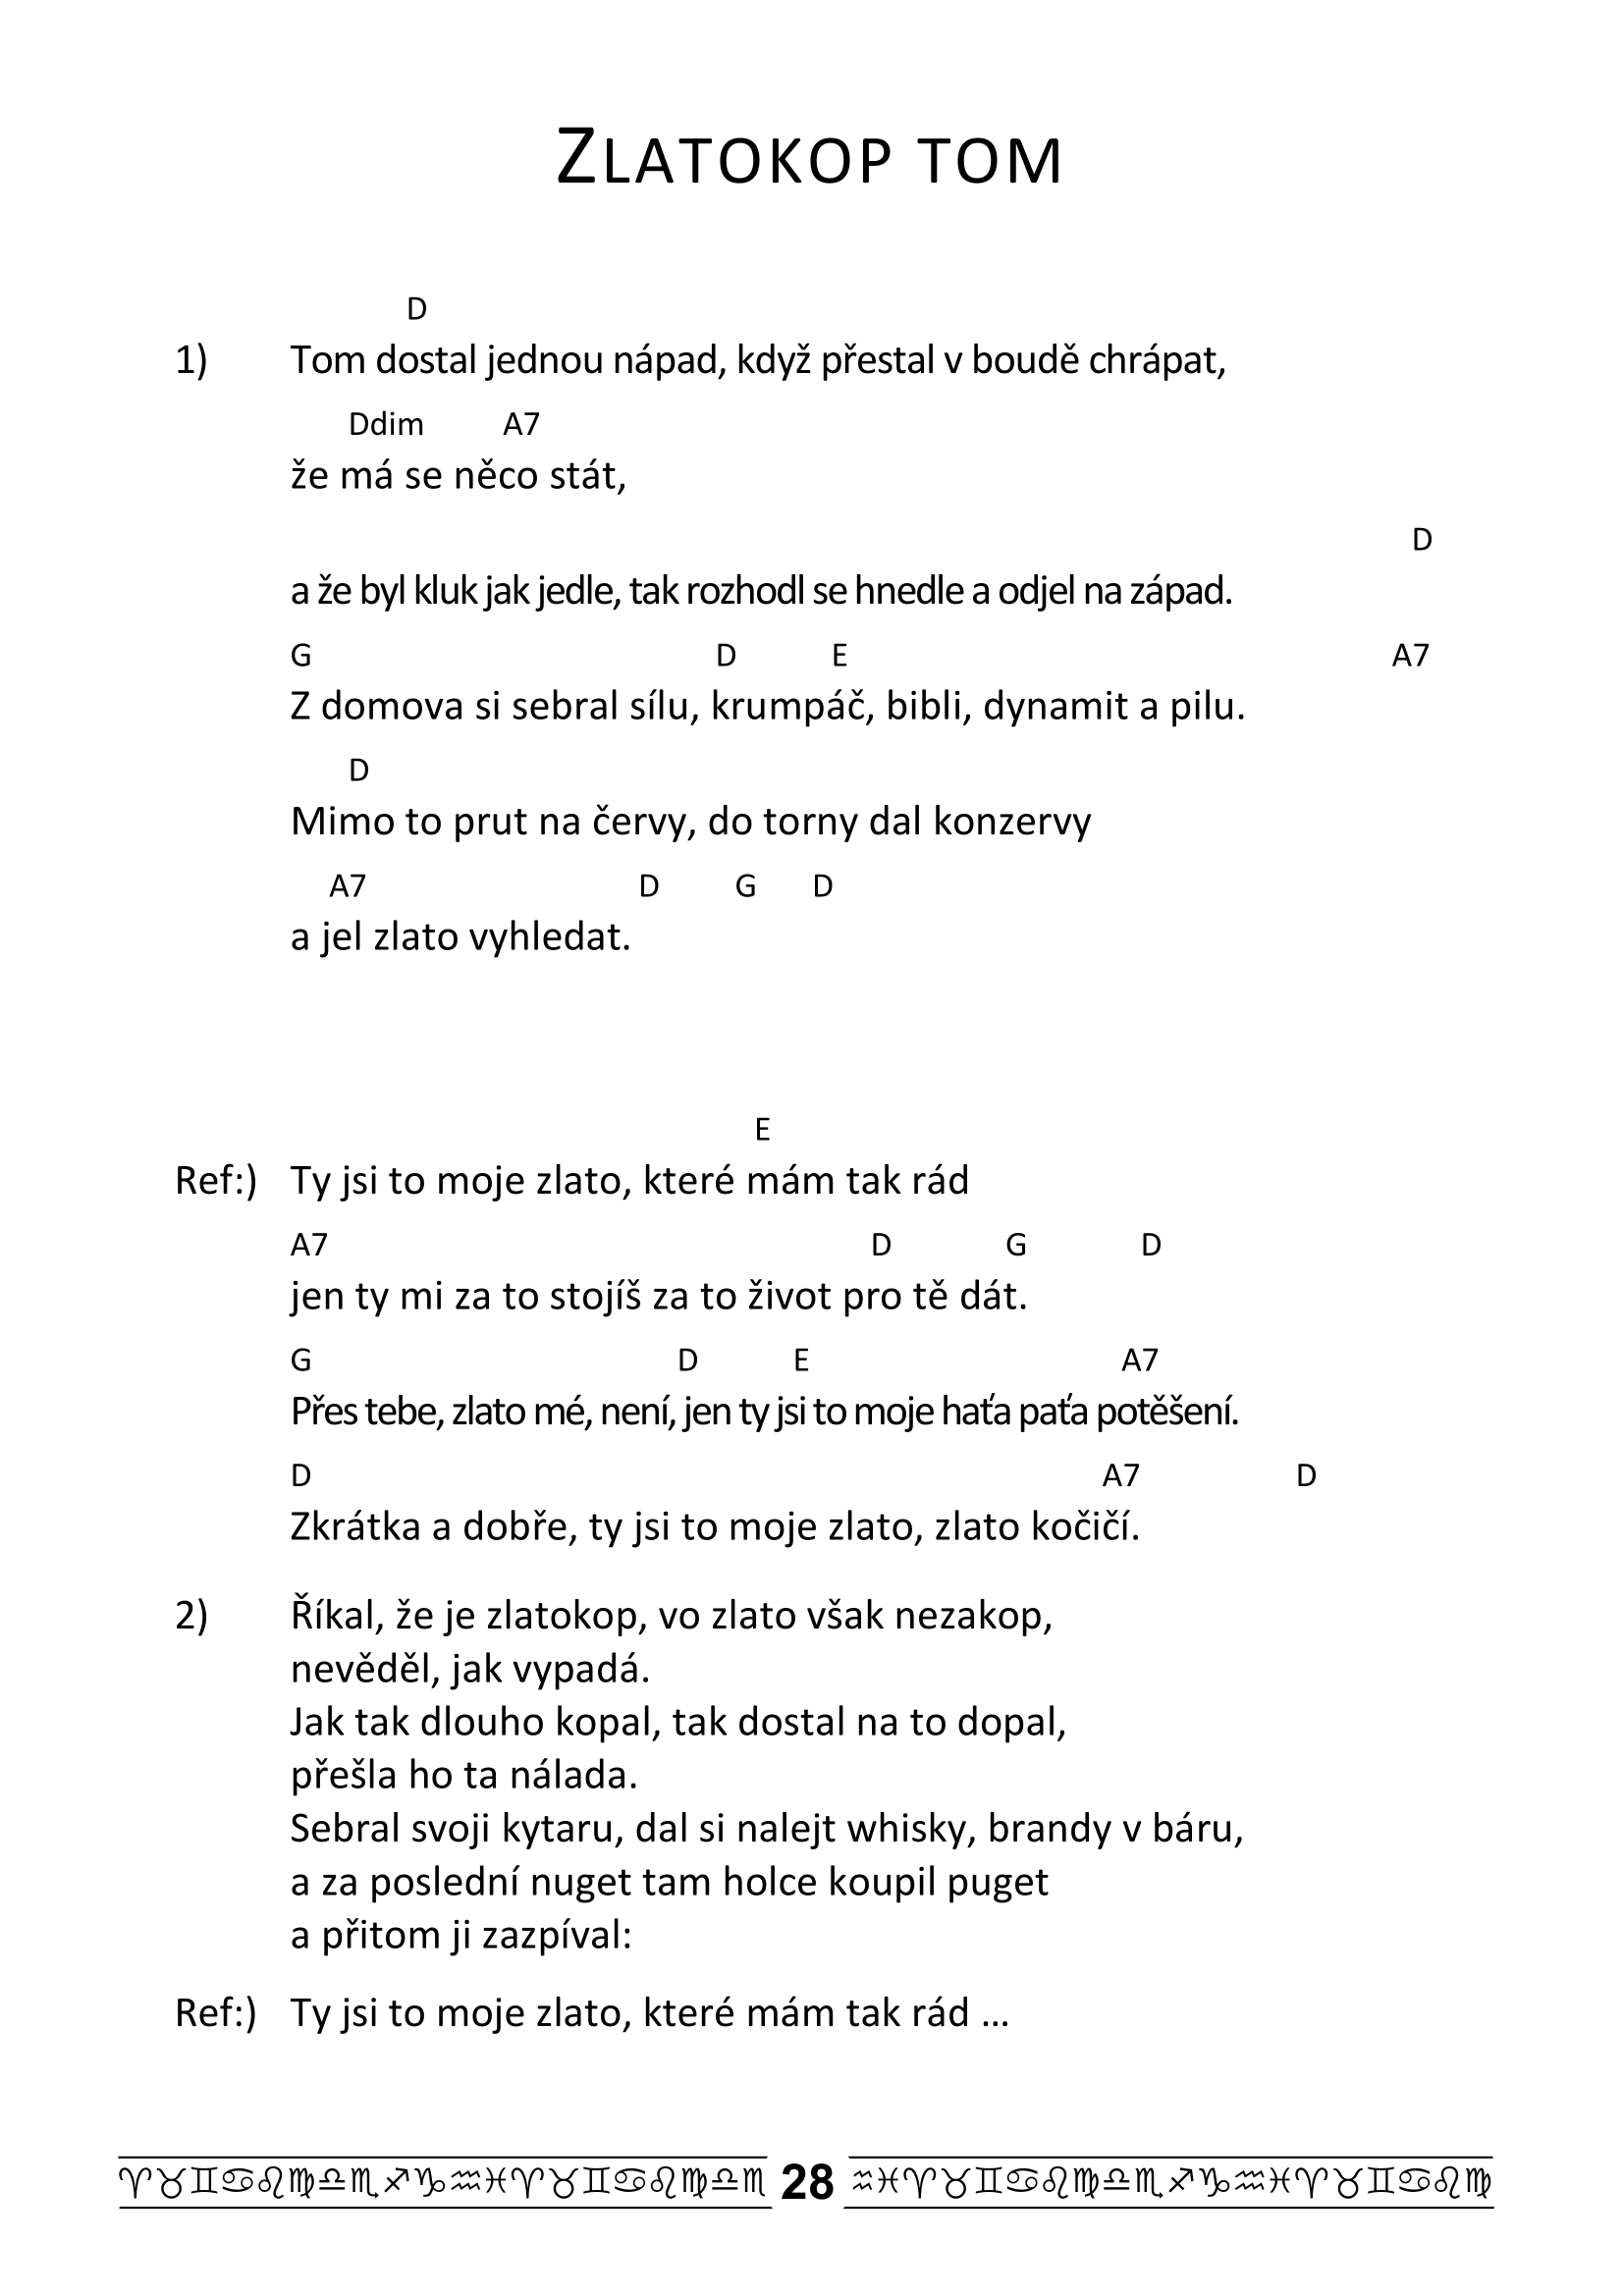 ZLATOKOP TOM
D
1) Tom dostal jednou nápad, když přestal v boudě chrápat,
Ddim A7
že má se něco stát,
D
a že byl kluk jak jedle, tak rozhodl se hnedle a odjel na západ.
G D E A7
Z domova si sebral sílu, krumpáč, bibli, dynamit a pilu.
D
Mimo to prut na červy, do torny dal konzervy
A7 D G D
a jel zlato vyhledat.
E
Ref:) Ty jsi to moje zlato, které mám tak rád
A7 D G D
jen ty mi za to stojíš za to život pro tě dát.
G D E A7
Přes tebe, zlato mé, není, jen ty jsi to moje haťa paťa potěšení.
D A7 D
Zkrátka a dobře, ty jsi to moje zlato, zlato kočičí.
2) Říkal, že je zlatokop, vo zlato však nezakop,
nevěděl, jak vypadá.
Jak tak dlouho kopal, tak dostal na to dopal,
přešla ho ta nálada.
Sebral svoji kytaru, dal si nalejt whisky, brandy v báru,
a za poslední nuget tam holce koupil puget
a přitom ji zazpíval:
Ref:) Ty jsi to moje zlato, které mám tak rád …
♈♉♊♋♌♍♎♏♐♑♒♓♈♉♊♋♌♍♎♏ 28 ♒♓♈♉♊♋♌♍♎♏♐♑♒♓♈♉♊♋♌♍